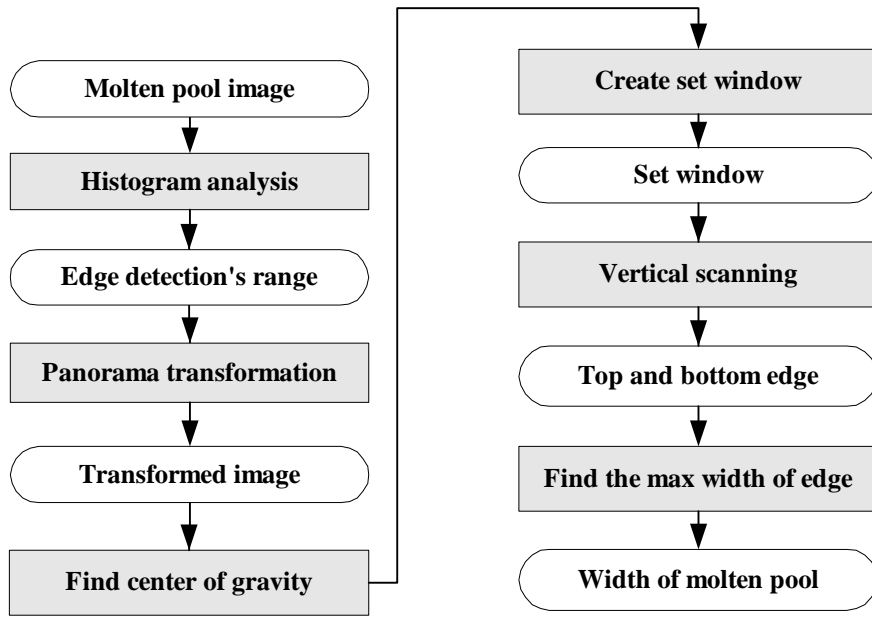 Molten pool image
Histogram analysis
Edge detection's range
Panorama transformation
Transformed image
Find center of gravity
Create set window
Set window
Vertical scanning
Top and bottom edge
Find the max width of edge
Width of molten pool